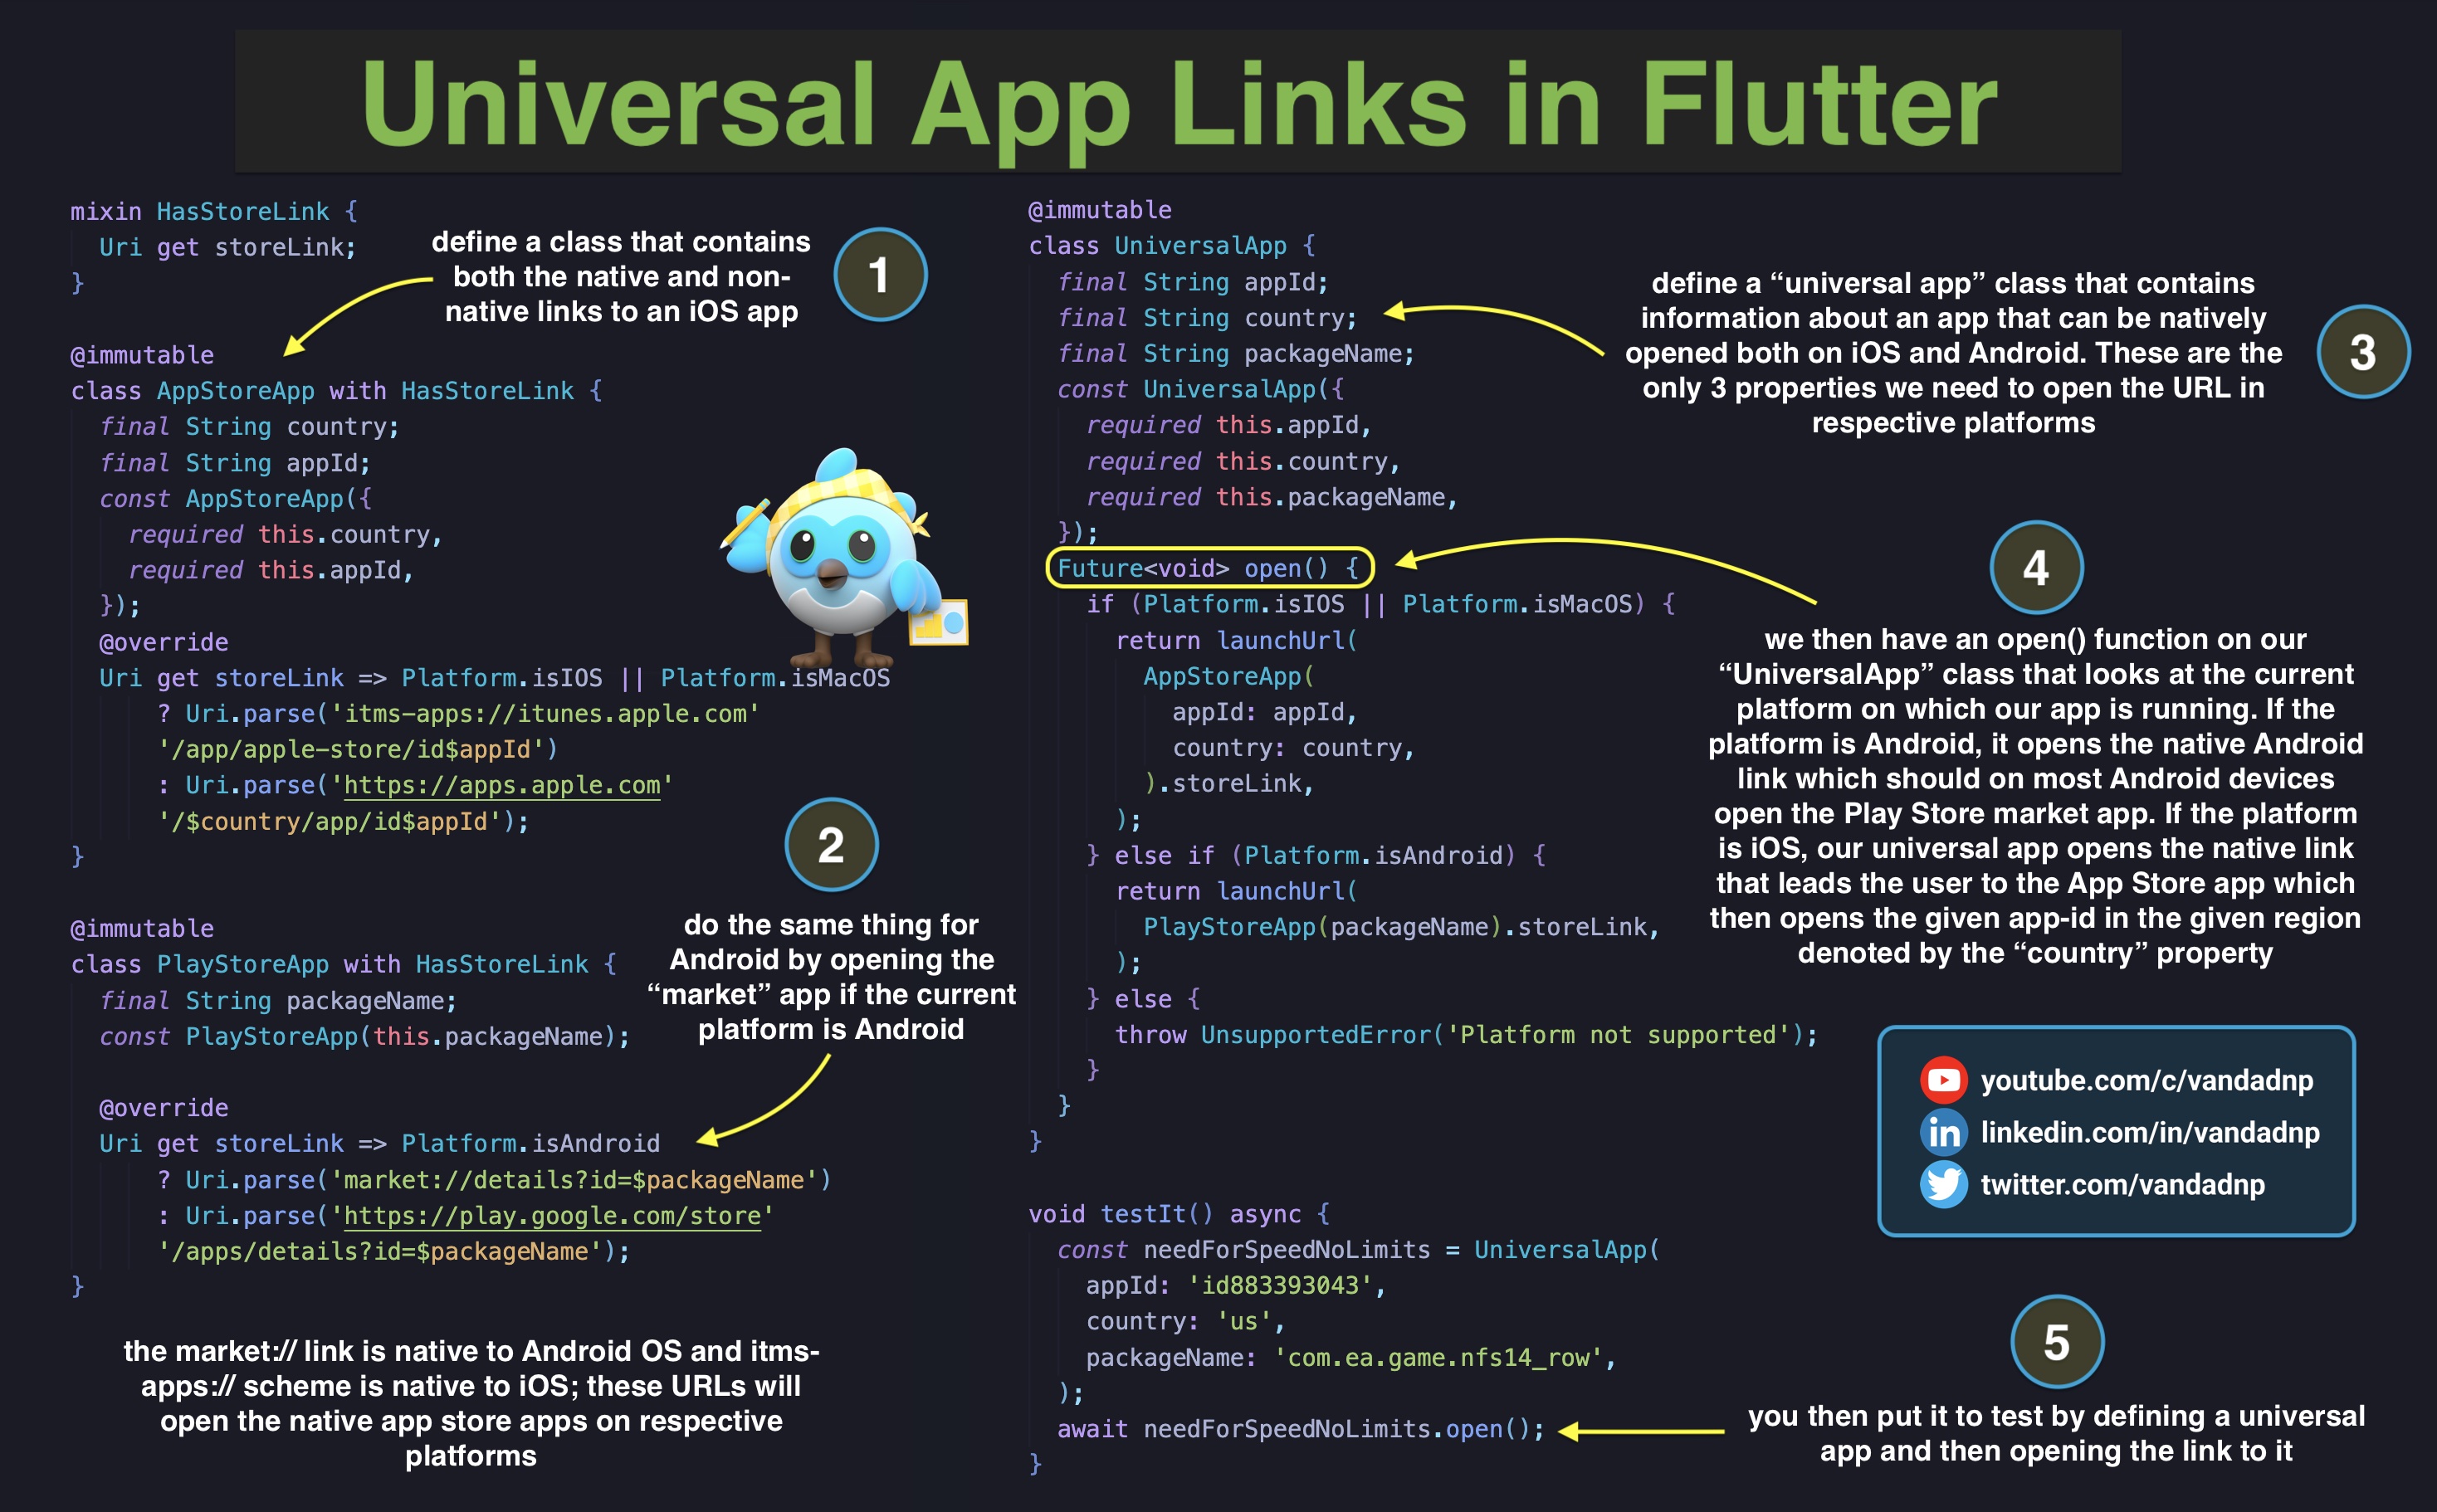 Universal App Links in Flutter
mixin HasStoreLink {
Uri get storeLink;
}
define a class that contains
both the native and non-
native links to an iOS app
1
@immutable
class AppStoreApp with HasStoreLink {
final String country;
final String appId;
const AppStoreApp({
required this.country,
required this.appId,
});
@override
Uri get storeLink => Platform.isIOS || Platform.isMacOS
? Uri.parse('itms-apps://itunes.apple.com'
'/app/apple-store/id$appId')
: Uri.parse('https://apps.apple.com'
'/$country/app/id$appId');
}
2
do the same thing for
Android by opening the
“market” app if the current
platform is Android
@immutable
class PlayStoreApp with HasStoreLink {
final String packageName;
const PlayStoreApp(this.packageName);
@override
Uri get storeLink => Platform.isAndroid
? Uri.parse('market://details?id=$packageName')
: Uri.parse('https://play.google.com/store'
'/apps/details?id=$packageName');
}
the market:// link is native to Android OS and itms-
apps:// scheme is native to iOS; these URLs will
open the native app store apps on respective
platforms
@immutable
class UniversalApp {
final String appId;
final String country;
final String packageName;
const UniversalApp({
required this.appId,
required this.country,
required this.packageName,
});
Future<void> open() {
if (Platform.isIOS || Platform.isMacOS) {
return launchUrl(
AppStoreApp(
appId: appId,
country: country,
).storeLink,
);
} else if (Platform.isAndroid) {
return launchUrl(
PlayStoreApp(packageName).storeLink,
);
} else {
throw UnsupportedError('Platform not supported');
}
}
}
define a “universal app” class that contains
information about an app that can be natively
opened both on iOS and Android. These are the
only 3 properties we need to open the URL in
respective platforms
3
4
we then have an open() function on our
“UniversalApp” class that looks at the current
platform on which our app is running. If the
platform is Android, it opens the native Android
link which should on most Android devices
open the Play Store market app. If the platform
is iOS, our universal app opens the native link
that leads the user to the App Store app which
then opens the given app-id in the given region
denoted by the “country” property
youtube.com/c/vandadnp
linkedin.com/in/vandadnp
twitter.com/vandadnp
void testIt() async {
const needForSpeedNoLimits = UniversalApp(
appId: 'id883393043',
country: 'us',
packageName: 'com.ea.game.nfs14_row',
);
await needForSpeedNoLimits.open();
}
5
you then put it to test by defining a universal
app and then opening the link to it